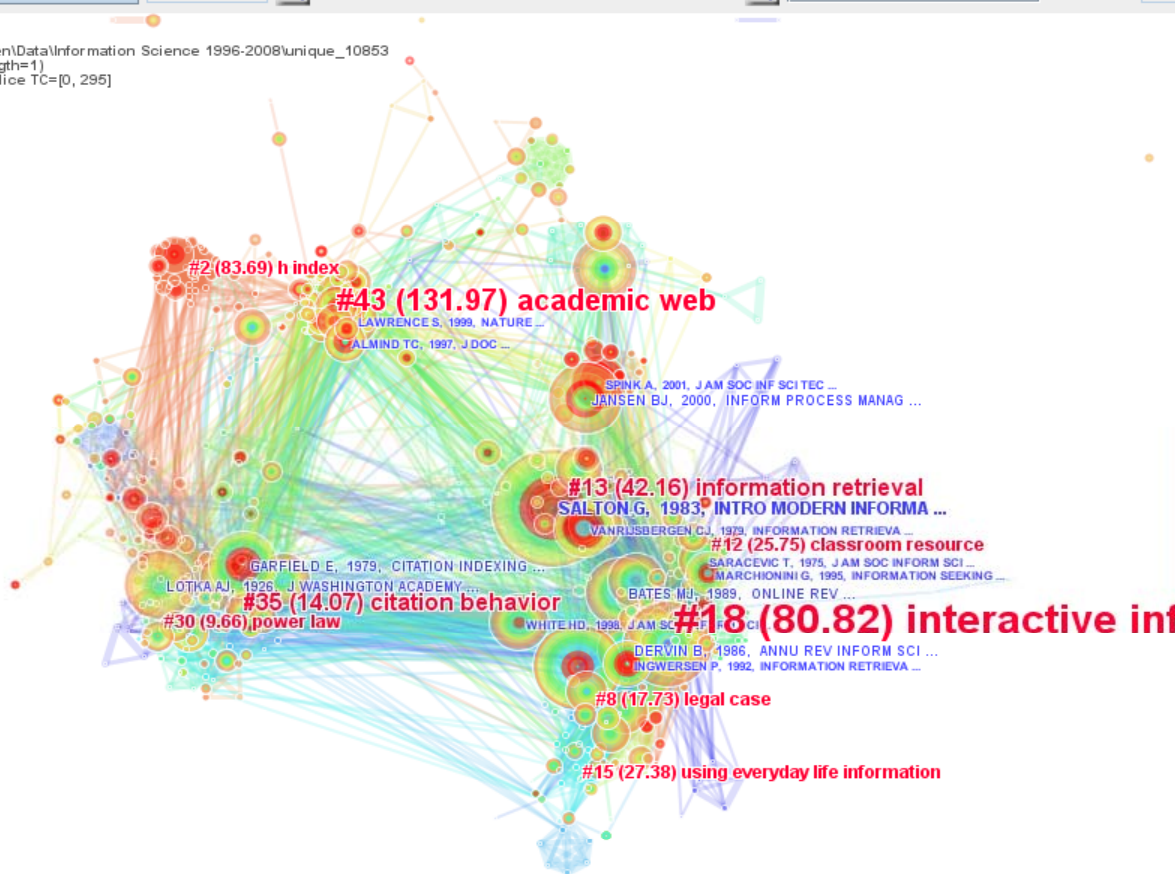 en\Data\Information Science 1996-2008\unique_10853
gth=1)
lice TC=[0, 295]
#2 (83.69) h index
#43 (131.97) academic web
LAWRENCE S, 1999, NATURE ...
ALMIND TC, 1997, J DOC ...
SPINK A, 2001, J AM SOC INF SCI TEC ...
JANSEN BJ, 2000, INFORM PROCESS MANAG ...
#13 (42.16) information retrieval
SALTON G, 1983, INTRO MODERN INFORMA ...
VANRIJSBERGEN CJ, 1979, INFORMATION RETRIEVA ...
#12 (25.75) classroom resource
SARACEVIC T, 1975, J AM SOC INFORM SCI ...
GARFIELD E, 1979, CITATION INDEXING ...
MARCHIONINI G, 1995, INFORMATION SEEKING ...
LOTKA AJ, 1926, J WASHINGTON ACADEMY ...
BATES MJ, 1989, ONLINE REV ...
#35 (14.07) citation behavior
#30 (9.66) power law
WHITE HD, 1998, J AM SOC
#18 (80.82) interactive inf
DERVIN B, 1986, ANNU REV INFORM SCI ...
INGWERSEN P, 1992, INFORMATION RETRIEVA ...
#8 (17.73) legal case
#15 (27.38) using everyday life information